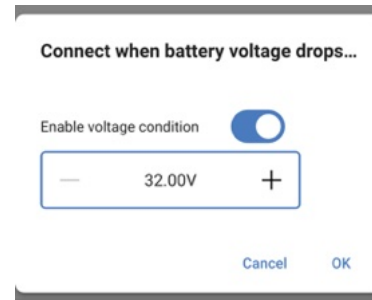 Connect when battery voltage drops...
Enable voltage condition
— 32.00V +
Cancel OK